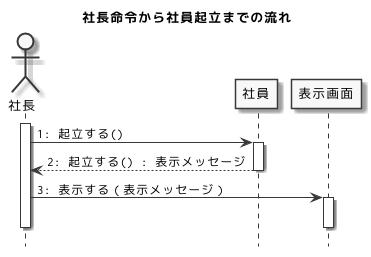 社長命令から社員起立までの流れ
社長
社員
表示画面
1: 起立する()
2: 起立する() : 表示メッセージ
3: 表示する ( 表示メッセージ )